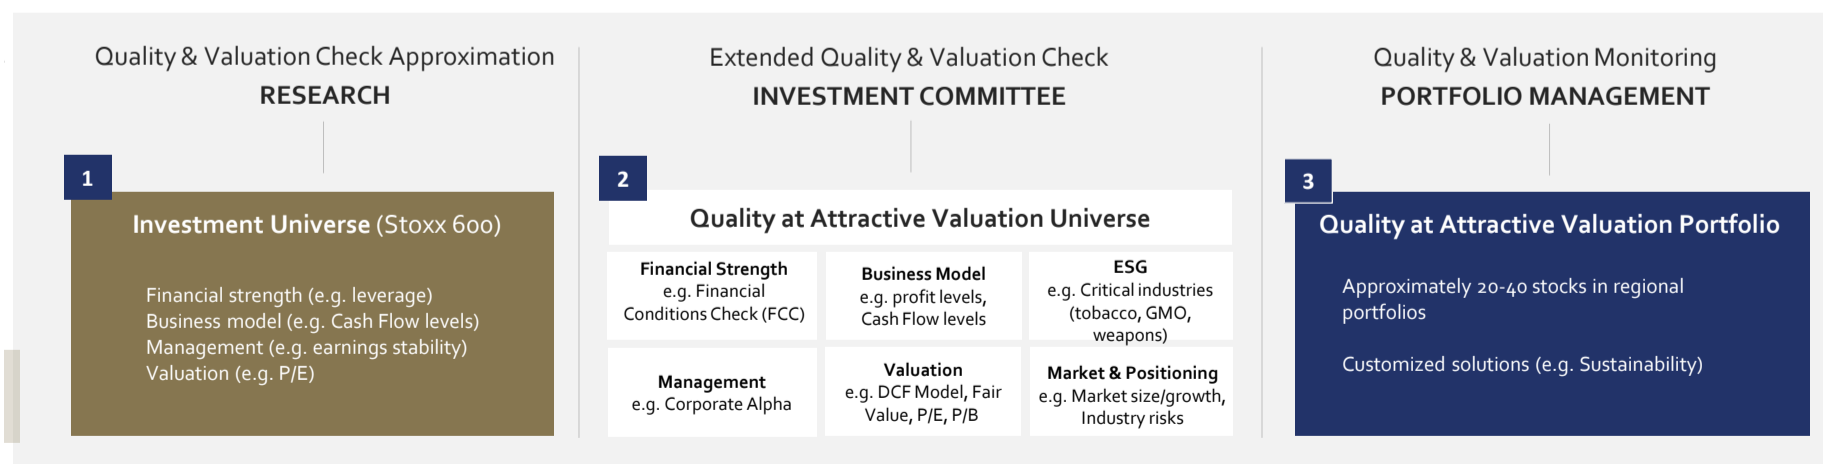 Quality & Valuation Check Approximation
RESEARCH
1
Investment Universe (Stoxx 600)
Financial strength (e.g. leverage)
Business model (e.g. Cash Flow levels)
Management (e.g. earnings stability)
Valuation (e.g. P/E)
Extended Quality & Valuation Check
INVESTMENT COMMITTEE
2
Quality at Attractive Valuation Universe
Financial Strength
e.g. Financial
Conditions Check (FCC)
Business Model
e.g. profit levels,
Cash Flow levels
ESG
e.g. Critical industries
(tobacco, GMO,
weapons)
Management
e.g. Corporate Alpha
Valuation
e.g. DCF Model, Fair
Value, P/E, P/B
Market & Positioning
e.g. Market size/growth,
Industry risks
Quality & Valuation Monitoring
PORTFOLIO MANAGEMENT
3
Quality at Attractive Valuation Portfolio
Approximately 20-40 stocks in regional
portfolios
Customized solutions (e.g. Sustainability)